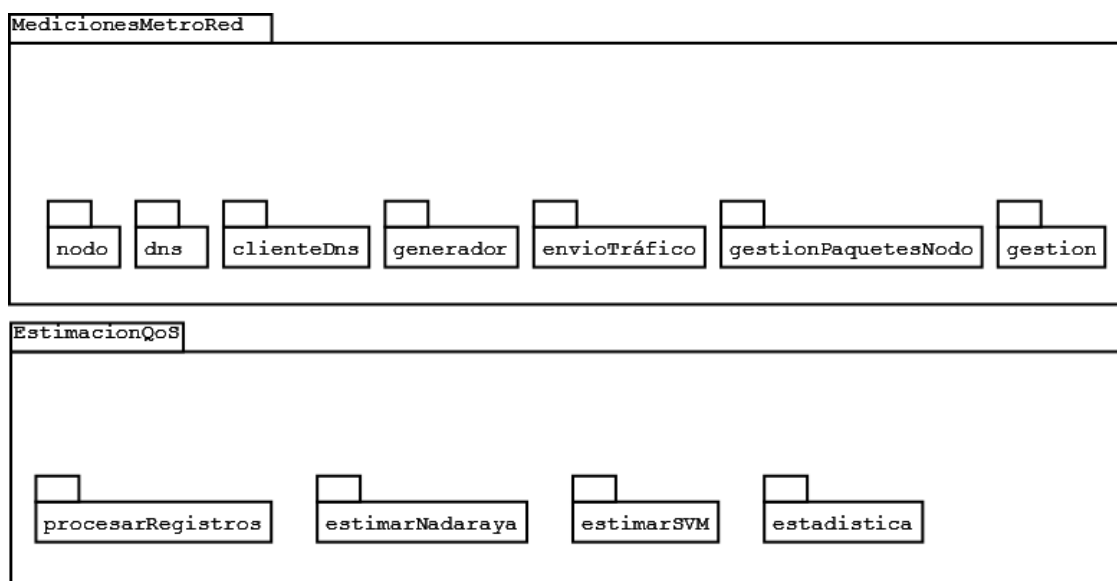 MedicionesMetroRed
nodo dns clienteDns generador envioTráfico gestionPaquetesNodo gestion
EstimacionQoS
procesarRegistros estimarNadaraya estimarSVM estadistica